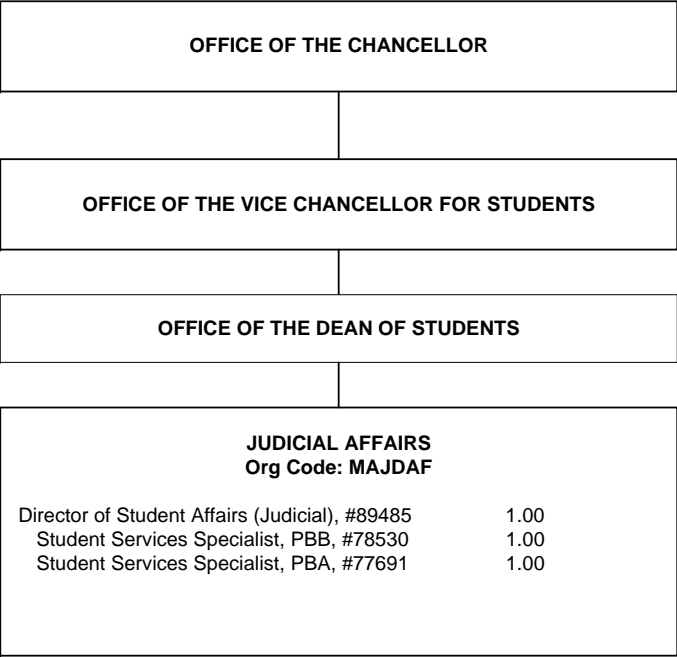 OFFICE OF THE CHANCELLOR
OFFICE OF THE VICE CHANCELLOR FOR STUDENTS
OFFICE OF THE DEAN OF STUDENTS
JUDICIAL AFFAIRS
Org Code: MAJDAF
Director of Student Affairs (Judicial), #89485 1.00
Student Services Specialist, PBB, #78530 1.00
Student Services Specialist, PBA, #77691 1.00